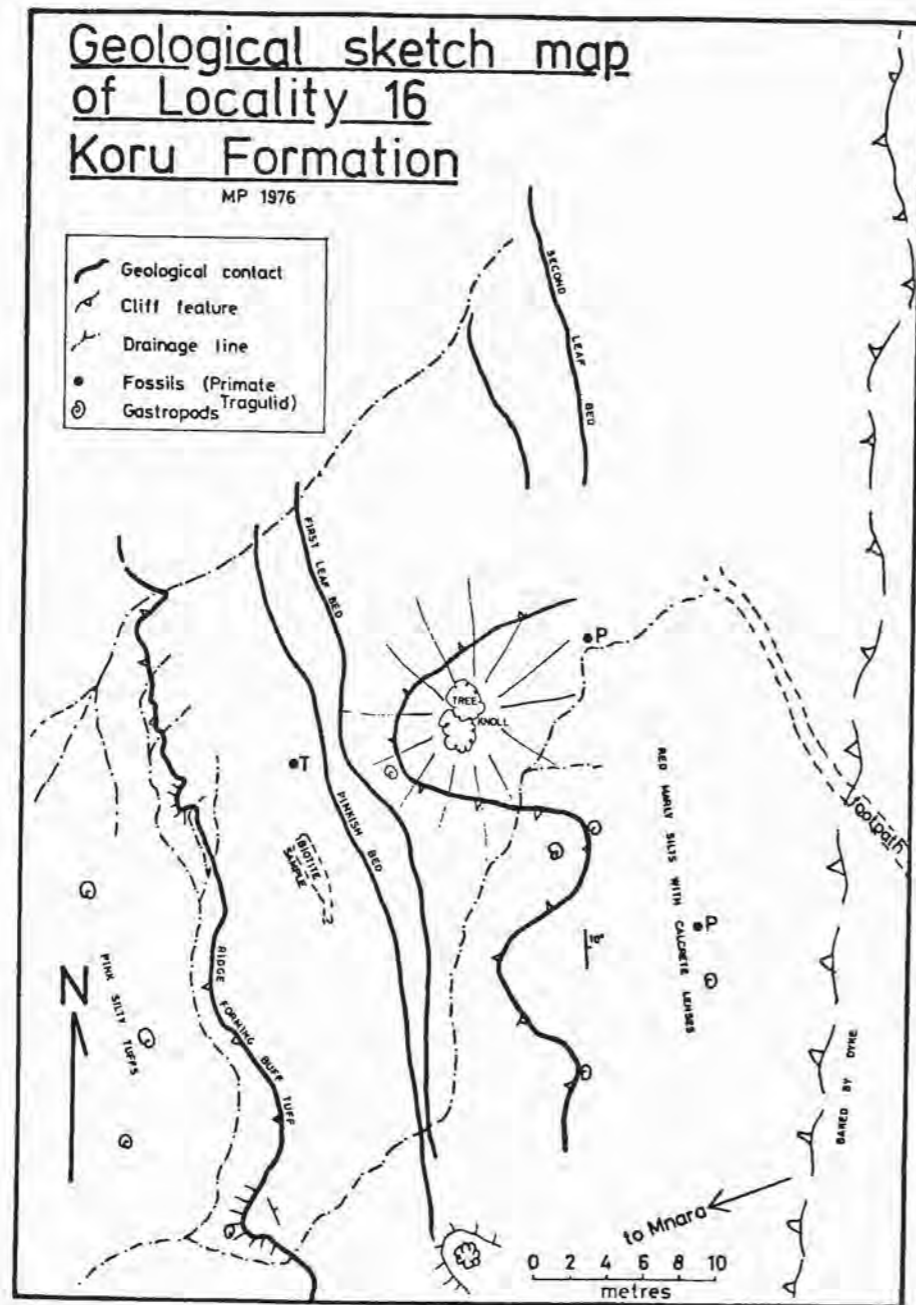 Geological sketch map
of Locality 16
Koru Formation
MP 1976
Geological contact
Cliff feature
Drainage line
Fossils (Primate
Tragulid)
Gastropods
SECOND LEAF BED
FIRST LEAF BED
P
TREE
KNOLL
T
PINKISH BED
BIOTITE
SAMPLE
RED MARLY SILTS WITH CALCRETE LENSES
footpath
P
N
PINK SILTY TUFFS
RIDGE FORMING BUFF TUFF
BAKED BY DYKE
to Mnara
0 2 4 6 8 10
metres